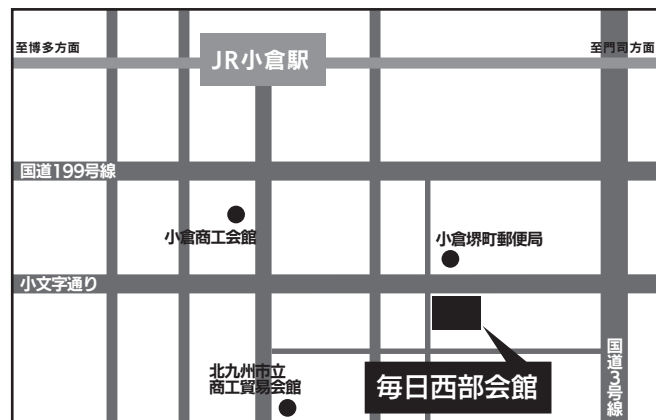 至博多方面
JR小倉駅
至門司方面
国道199号線
小倉商工会館
小倉堺町郵便局
小文字通り
北九州市立
商工貿易会館
毎日西部会館
国道3号線